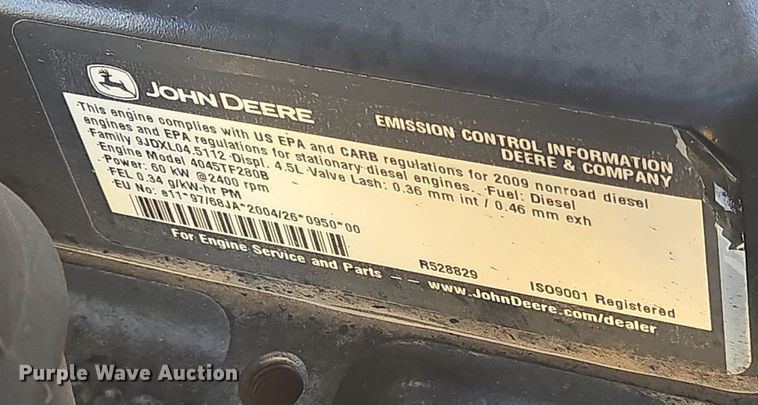 JOHN DEERE
EMISSION CONTROL INFORMATION
DEERE & COMPANY
This engine complies with US EPA and CARB regulations for 2009 nonroad diesel
engines and EPA regulations for stationary diesel engines. Fuel: Diesel
Family 9JDXL04.5112 Displ. 4.5L Valve Lash: 0.36 mm int / 0.46 mm exh
Engine Model 4045TF280B
Power: 60 kW @2400 rpm
FEL 0.34 g/kW-hr PM
EU No: e11*97/68JA*2004/26*0950*00
R528829 ISO9001 Registered
For Engine Service and Parts -- www.JohnDeere.com/dealer
Purple Wave Auction